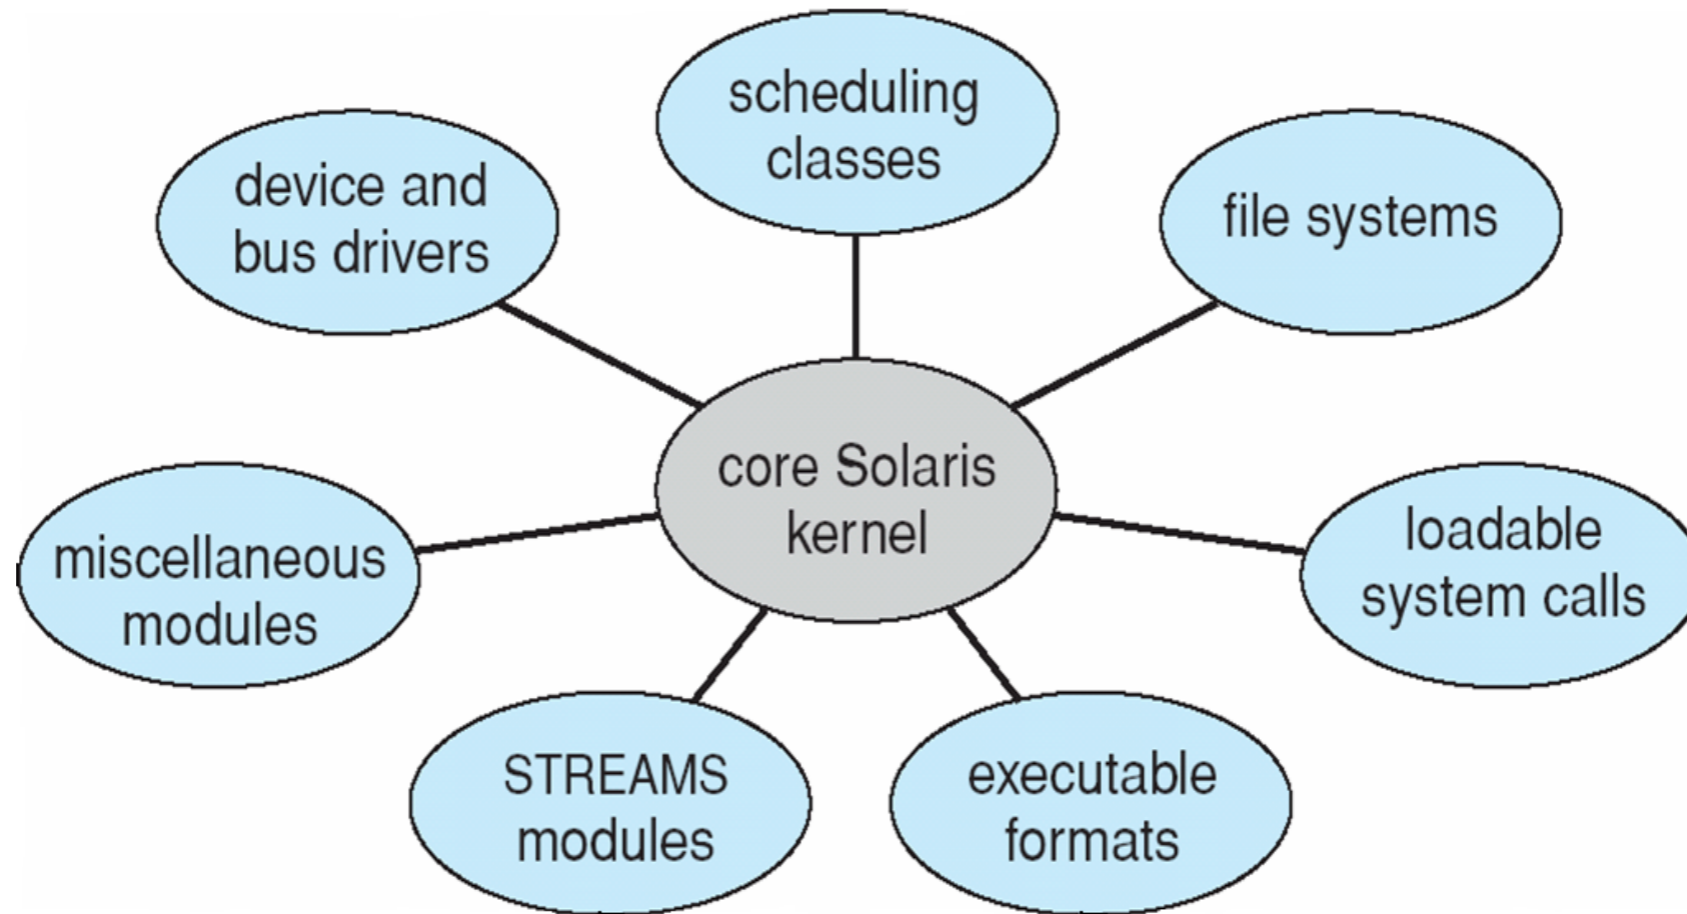 scheduling
classes
device and
bus drivers
file systems
core Solaris
kernel
loadable
system calls
miscellaneous
modules
STREAMS
modules
executable
formats